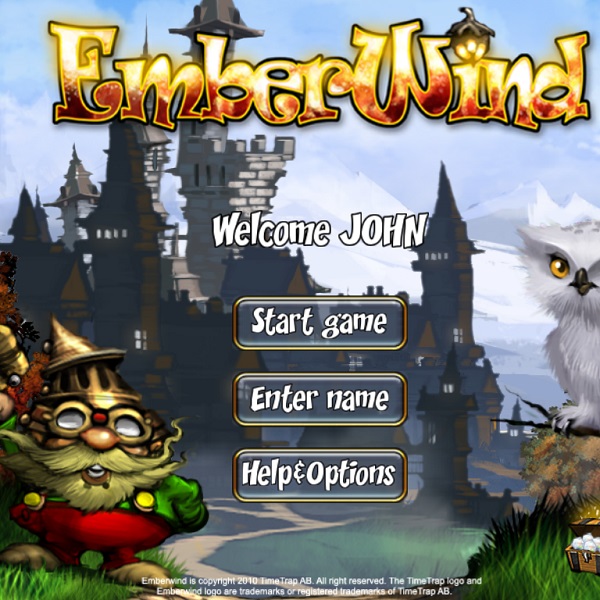 EmberWind
Welcome JOHN
Start game
Enter name
Help&Options
Emberwind is copyright 2010 TimeTrap AB. All right reserved. The TimeTrap logo and
Emberwind logo are trademarks or registered trademarks of TimeTrap AB.